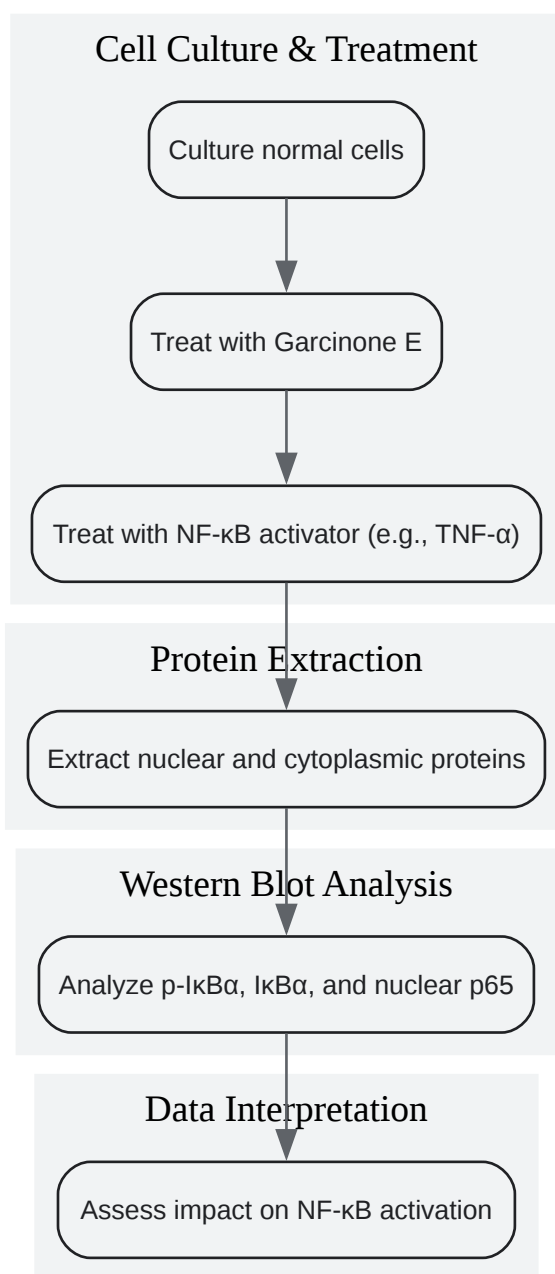 Cell Culture & Treatment
Culture normal cells
Treat with Garcinone E
Treat with NF-κB activator (e.g., TNF-α)
Protein Extraction
Extract nuclear and cytoplasmic proteins
Western Blot Analysis
Analyze p-IκBα, IκBα, and nuclear p65
Data Interpretation
Assess impact on NF-κB activation